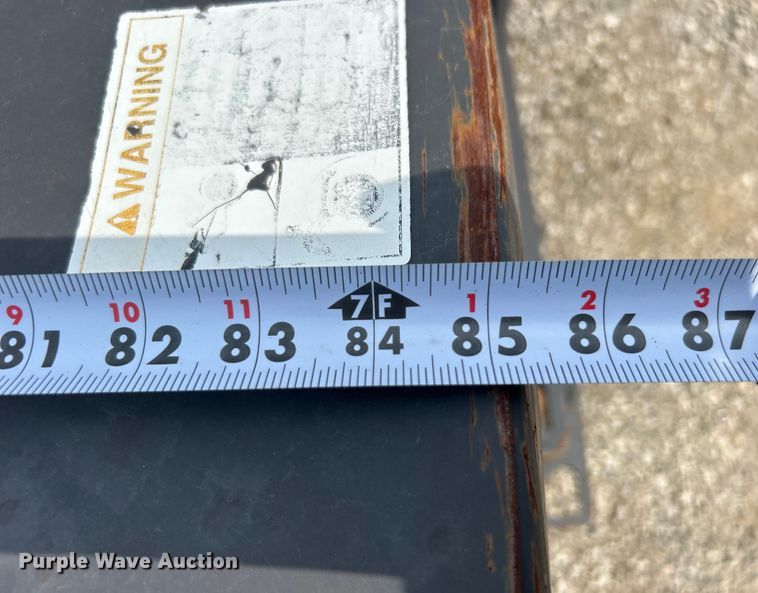 WARNING
9 10 11 7F 1 2 3
81 82 83 84 85 86 87
Purple Wave Auction